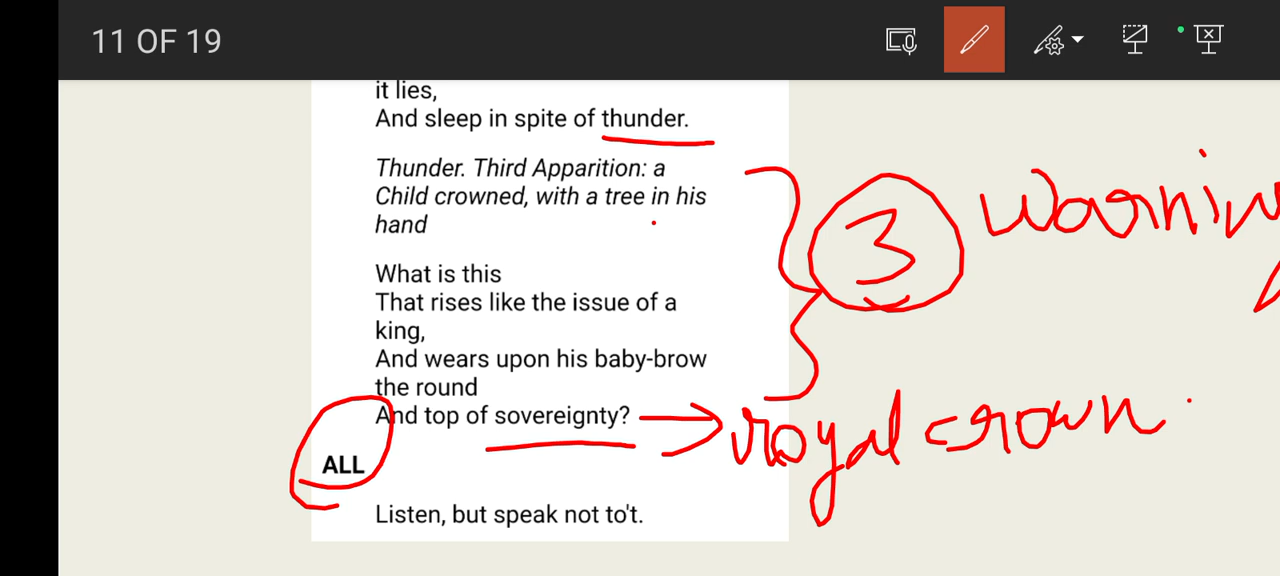 11 OF 19
it lies,
And sleep in spite of thunder.
Thunder. Third Apparition: a
Child crowned, with a tree in his
hand
3 warning
What is this
That rises like the issue of a
king,
And wears upon his baby-brow
the round
And top of sovereignty?
royal crown
ALL
Listen, but speak not to't.